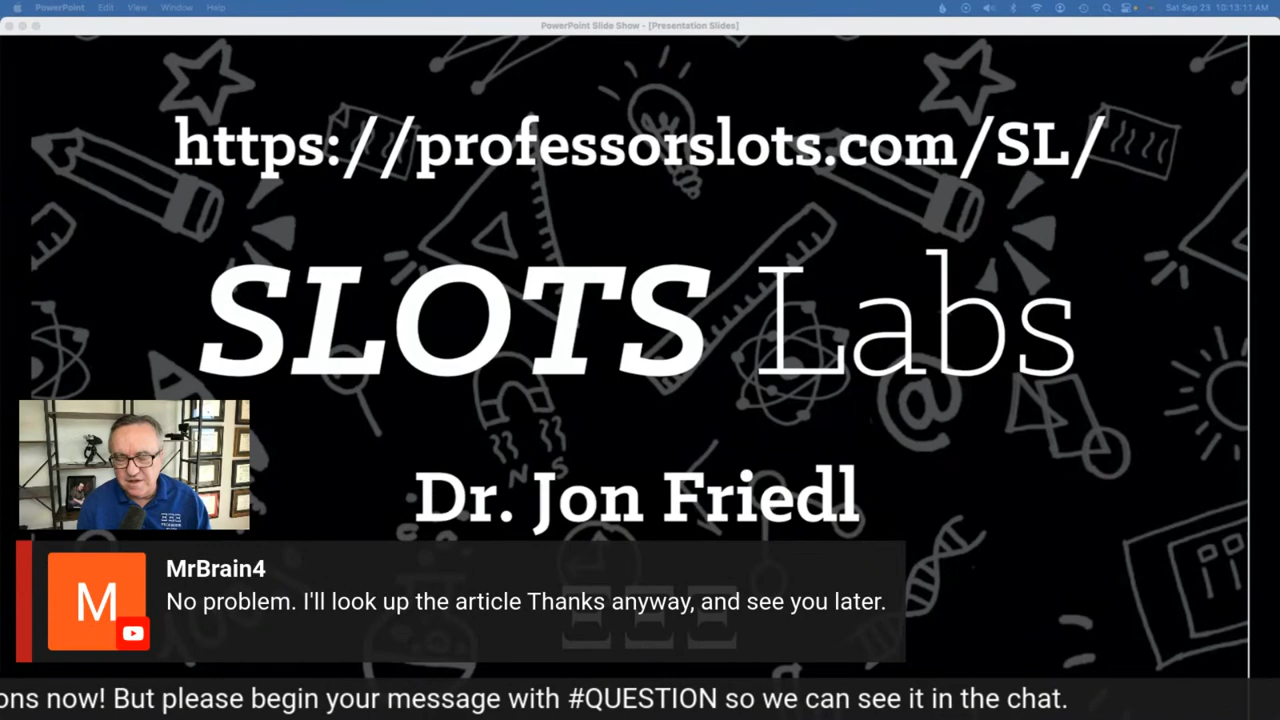 PowerPoint Edit View Window Help Sat Sep 23 10:13:11 AM
PowerPoint Slide Show - [Presentation Slides]
https://professorslots.com/SL/
SLOTS Labs
@
Dr. Jon Friedl
N S
M
MrBrain4
No problem. I'll look up the article Thanks anyway, and see you later.
ons now! But please begin your message with #QUESTION so we can see it in the chat.